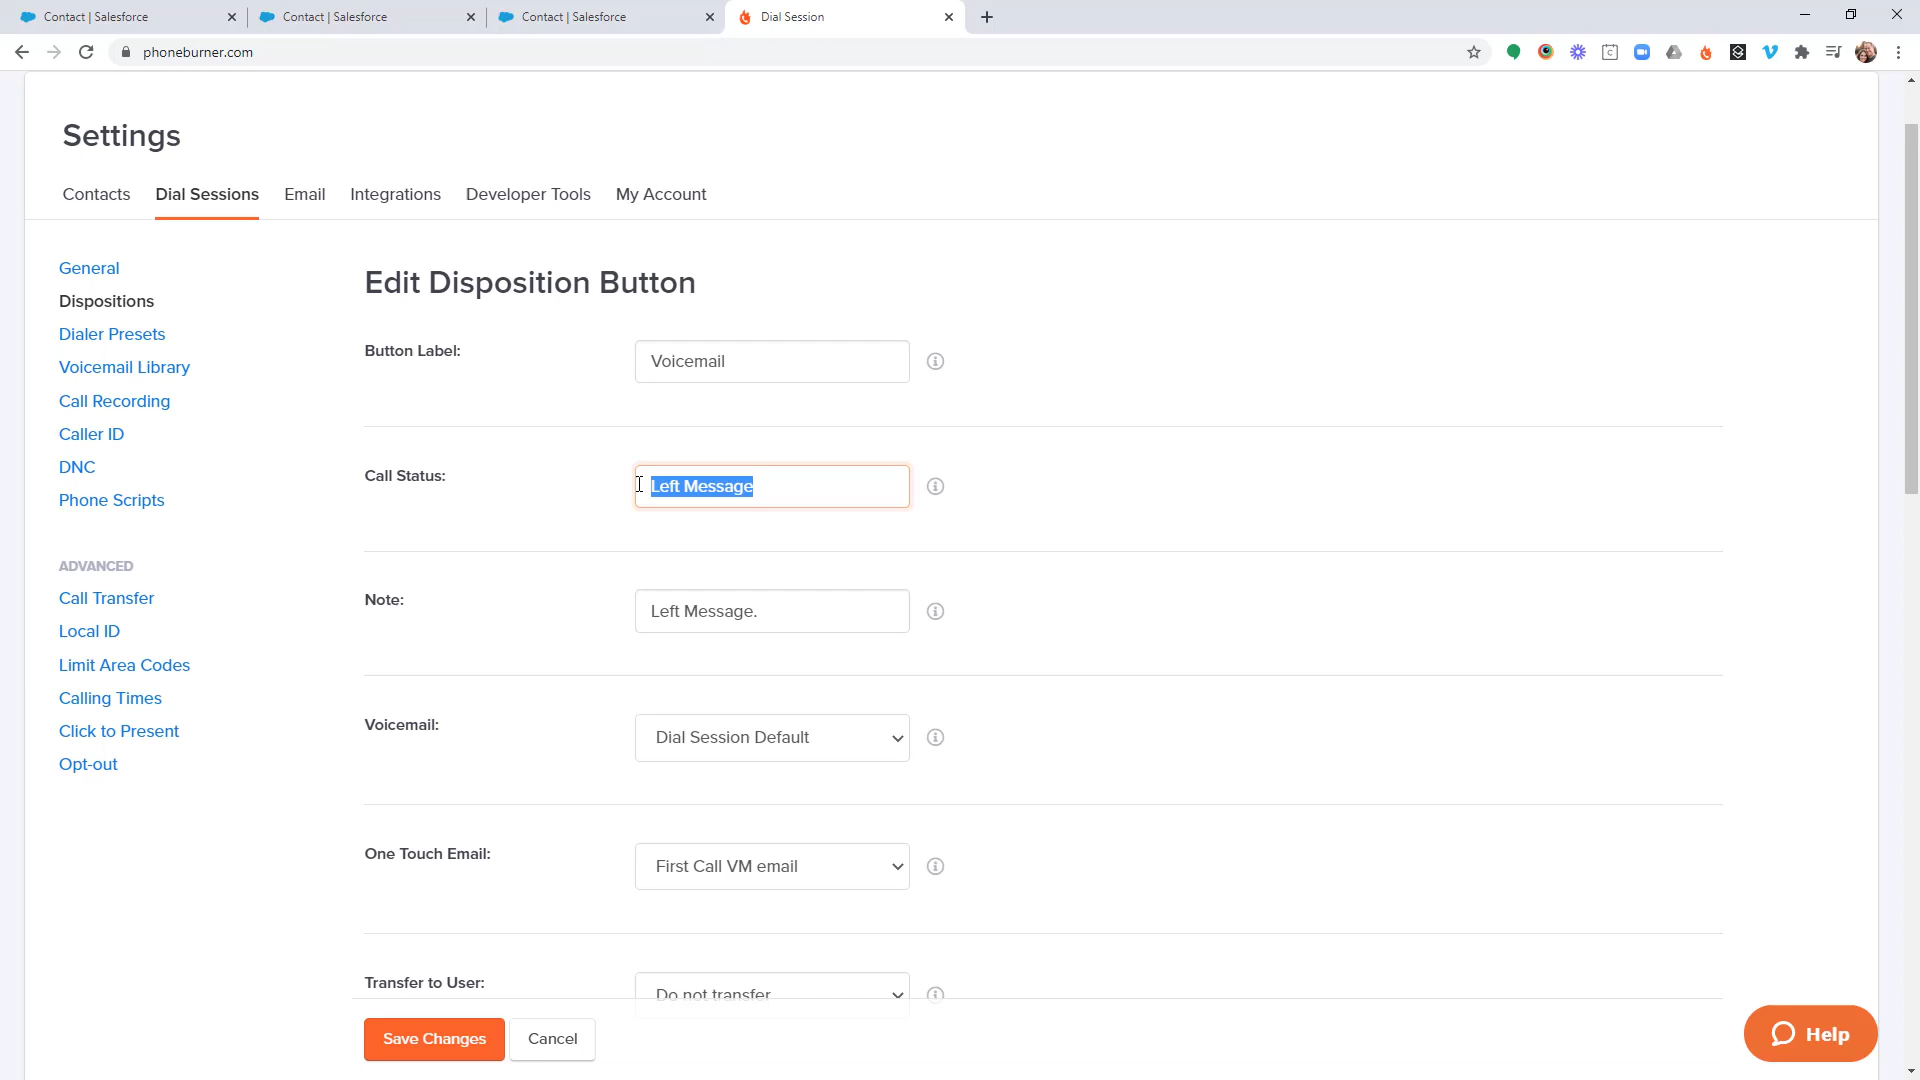 Contact | Salesforce
Contact | Salesforce
Contact | Salesforce
Dial Session
phoneburner.com
Settings
Contacts
Dial Sessions
Email
Integrations
Developer Tools
My Account
General
Dispositions
Dialer Presets
Voicemail Library
Call Recording
Caller ID
DNC
Phone Scripts
ADVANCED
Call Transfer
Local ID
Limit Area Codes
Calling Times
Click to Present
Opt-out
Edit Disposition Button
Button Label:
Voicemail
Call Status:
Left Message
Note:
Left Message.
Voicemail:
Dial Session Default
One Touch Email:
First Call VM email
Transfer to User:
Do not transfer
Save Changes
Cancel
Help